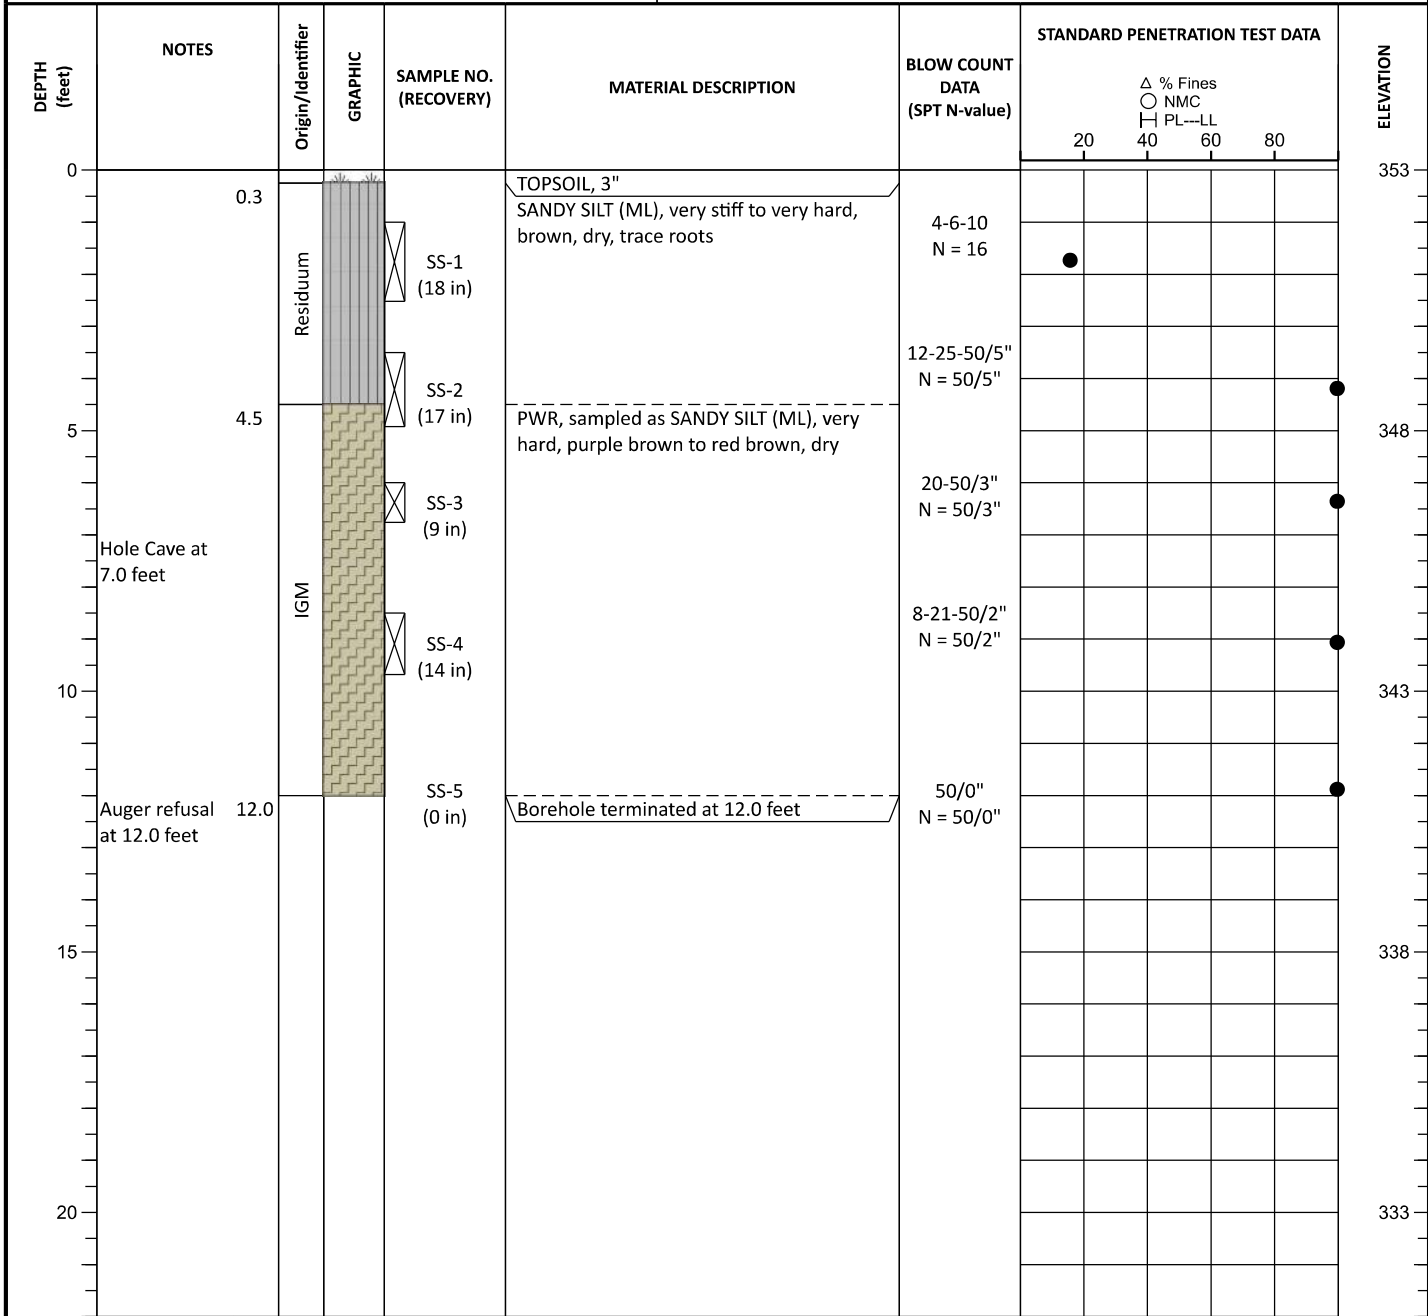 DEPTH
(feet)
NOTES
Origin/Identifier
GRAPHIC
SAMPLE NO.
(RECOVERY)
MATERIAL DESCRIPTION
BLOW COUNT
DATA
(SPT N-value)
STANDARD PENETRATION TEST DATA
% Fines
NMC
PL---LL
20 40 60 80
ELEVATION
0
353
0.3
TOPSOIL, 3"
SANDY SILT (ML), very stiff to very hard,
brown, dry, trace roots
Residuum
SS-1
(18 in)
4-6-10
N = 16
SS-2
(17 in)
12-25-50/5"
N = 50/5"
4.5
PWR, sampled as SANDY SILT (ML), very
hard, purple brown to red brown, dry
5
348
IGM
SS-3
(9 in)
20-50/3"
N = 50/3"
Hole Cave at
7.0 feet
SS-4
(14 in)
8-21-50/2"
N = 50/2"
10
343
Auger refusal 12.0
at 12.0 feet
SS-5
(0 in)
Borehole terminated at 12.0 feet
50/0"
N = 50/0"
15
338
20
333